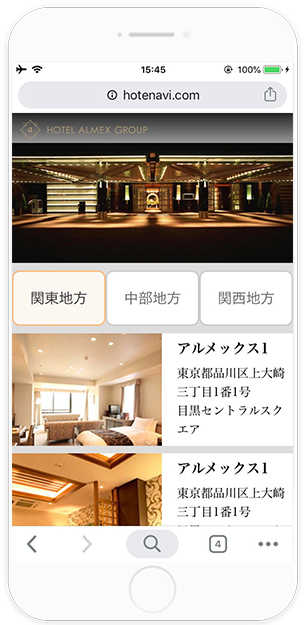 15:45
100%
hotenavi.com
a
HOTEL ALMEX GROUP
関東地方
中部地方
関西地方
アルメックス1
東京都品川区上大崎
三丁目1番1号
目黒セントラルスク
エア
アルメックス1
東京都品川区上大崎
三丁目1番1号
4